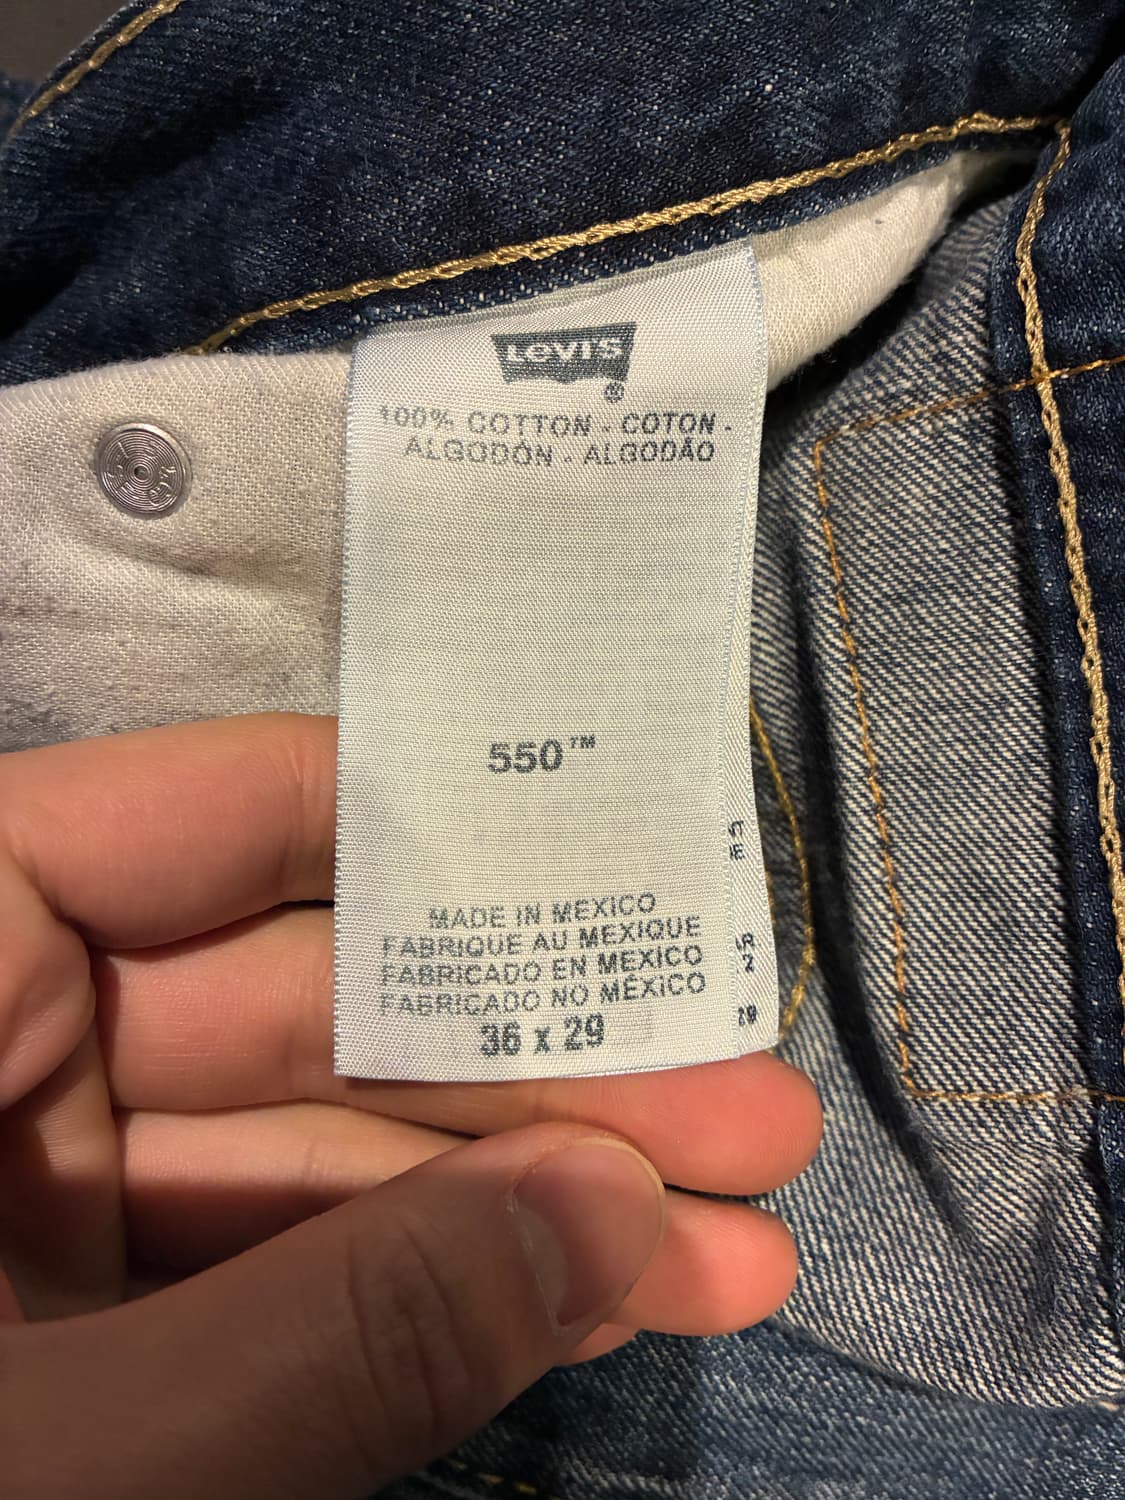 LEVI'S
®
100% COTTON - COTON -
ALGODÓN - ALGODÃO
550™
MADE IN MEXICO
FABRIQUE AU MEXIQUE
FABRICADO EN MEXICO
FABRICADO NO MÉXICO
36 x 29
29